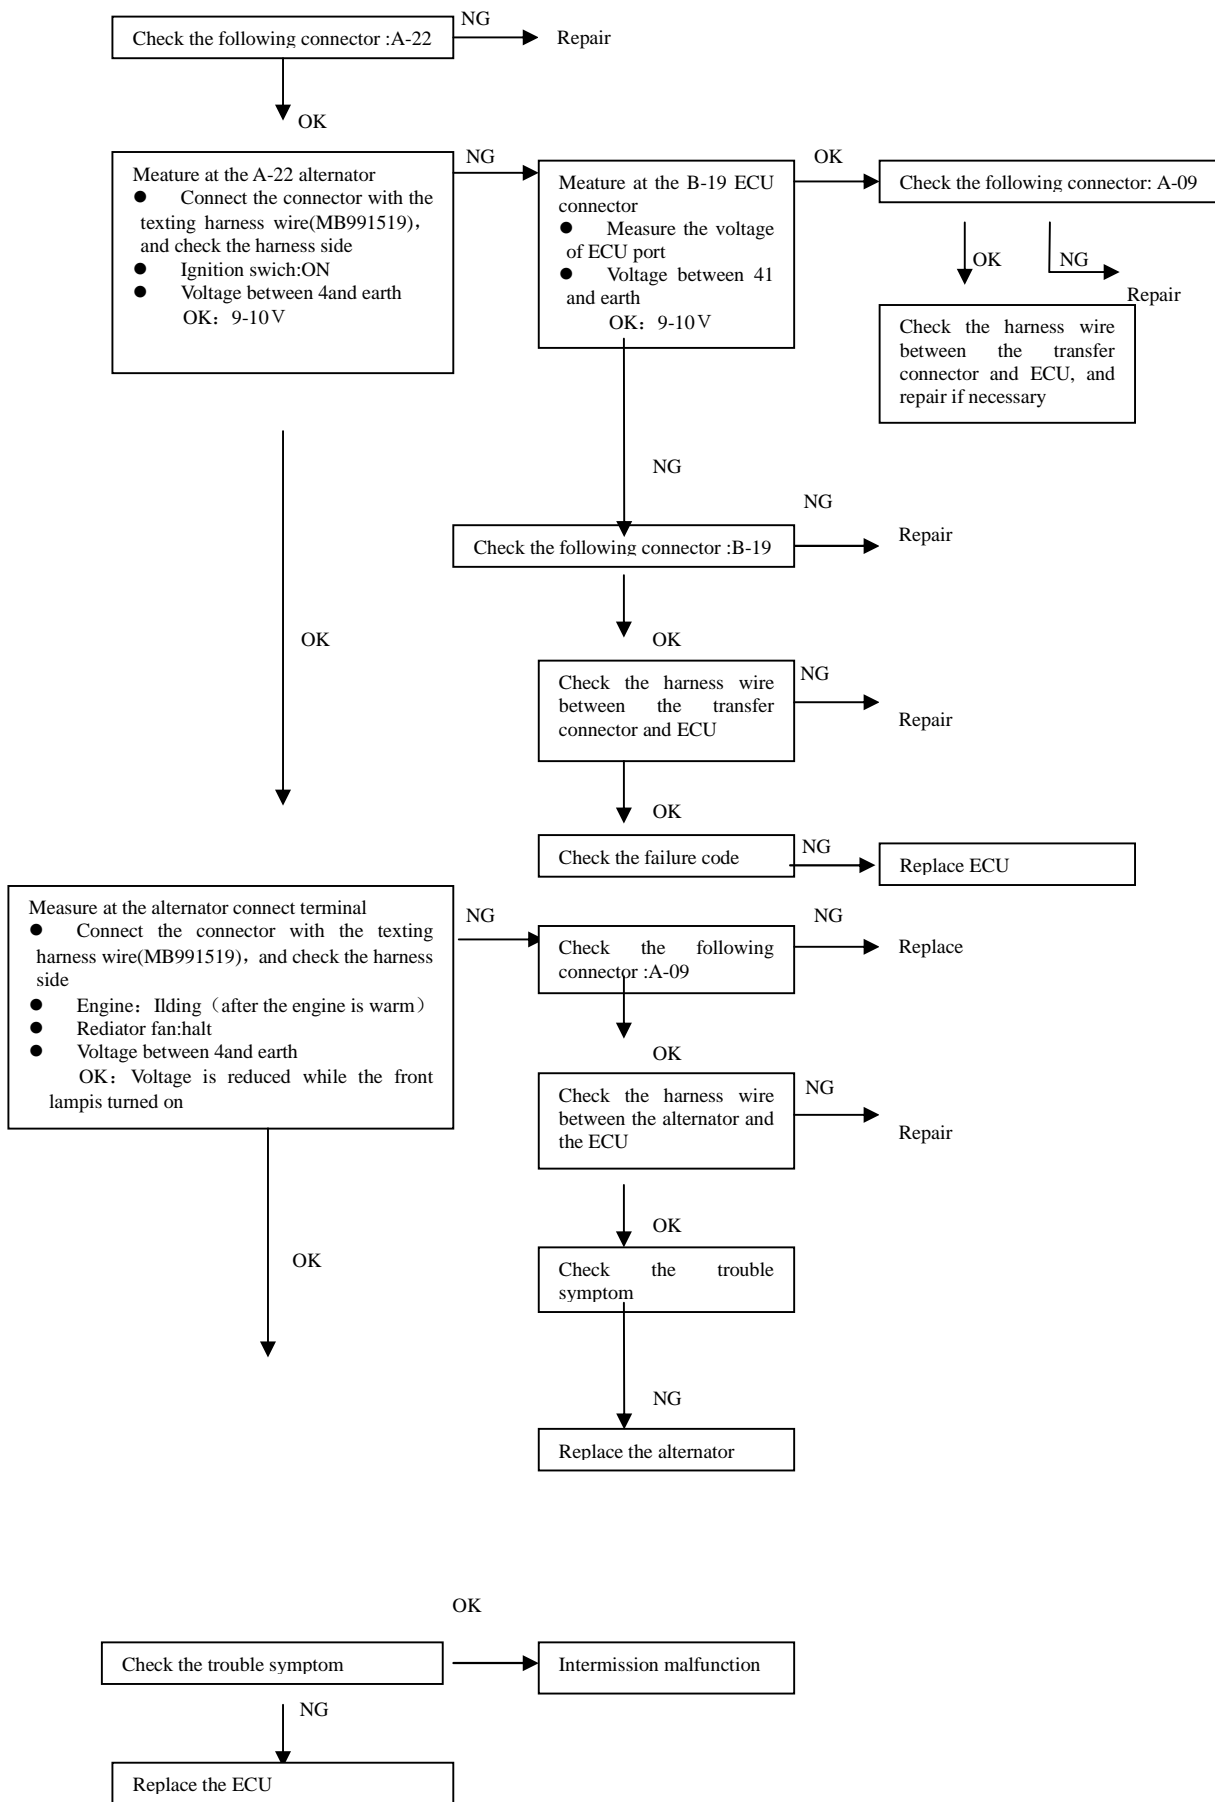 NG
Check the following connector :A-22
Repair
OK
Meature at the A-22 alternator
● Connect the connector with the
texting harness wire(MB991519),
and check the harness side
● Ignition swich:ON
● Voltage between 4and earth
OK: 9-10V
NG
Meature at the B-19 ECU
connector
● Measure the voltage
of ECU port
● Voltage between 41
and earth
OK: 9-10V
OK
Check the following connector: A-09
OK
NG
Repair
Check the harness wire
between the transfer
connector and ECU, and
repair if necessary
NG
NG
Check the following connector :B-19
Repair
OK
OK
Check the harness wire
between the transfer
connector and ECU
NG
Repair
OK
Check the failure code
NG
Replace ECU
Measure at the alternator connect terminal
● Connect the connector with the texting
harness wire(MB991519), and check the harness
side
● Engine: Ilding (after the engine is warm)
● Rediator fan:halt
● Voltage between 4and earth
OK: Voltage is reduced while the front
lampis turned on
NG
Check the following
connector :A-09
NG
Replace
OK
Check the harness wire
between the alternator and
the ECU
NG
Repair
OK
OK
Check the trouble
symptom
NG
Replace the alternator
OK
Check the trouble symptom
Intermission malfunction
NG
Replace the ECU